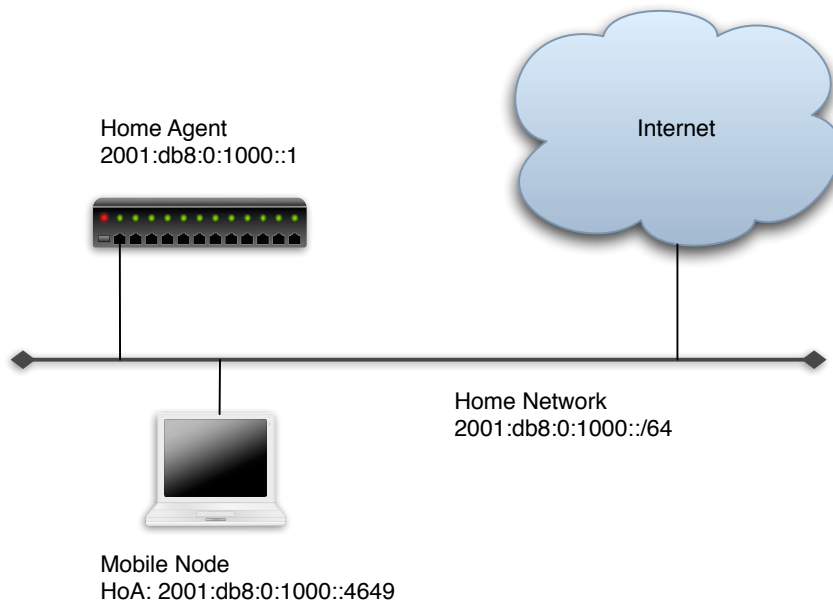 Home Agent
2001:db8:0:1000::1
Internet
Home Network
2001:db8:0:1000::/64
Mobile Node
HoA: 2001:db8:0:1000::4649